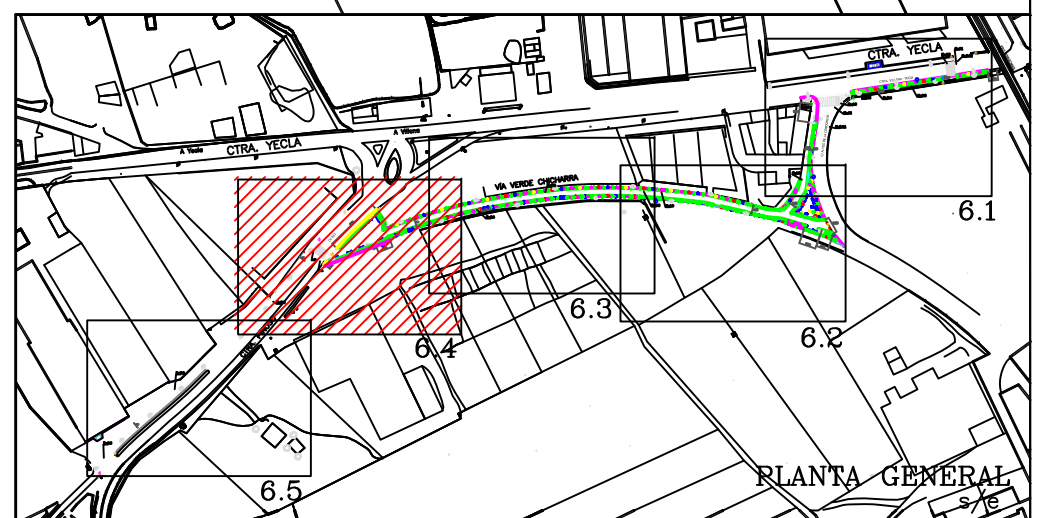 CTRA. YECLA
A Villena
A Yecla
CTRA. YECLA
VÍA VERDE CHICHARRA
6.1
6.3
6.2
6.4
PLANTA GENERAL
s/e
6.5